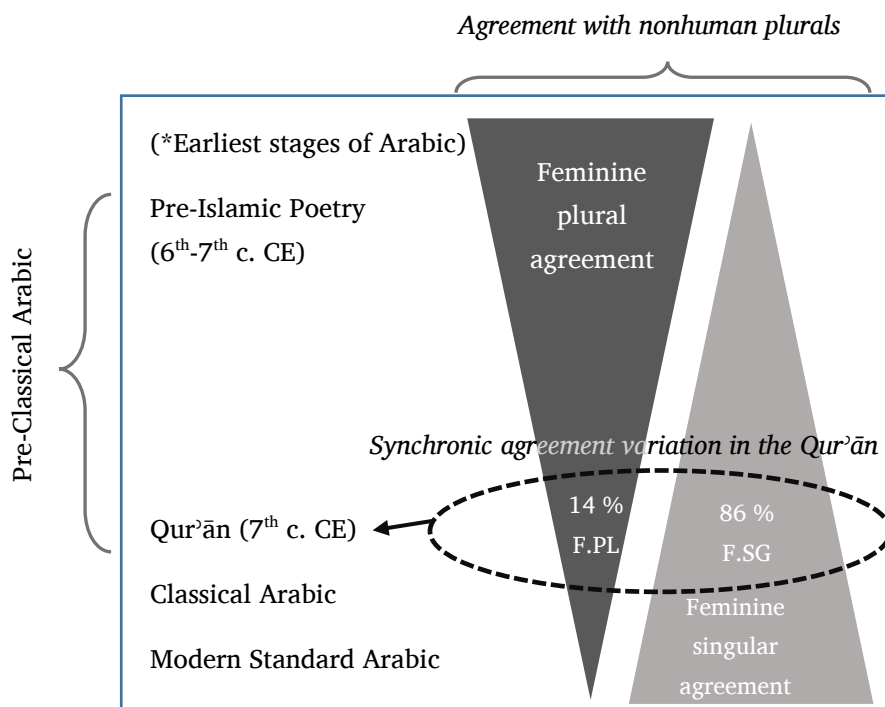 Agreement with nonhuman plurals
(*Earliest stages of Arabic)
Pre-Islamic Poetry
(6th-7th c. CE)
Feminine
plural
agreement
Pre-Classical Arabic
Synchronic agreement variation in the Qurʾān
Qurʾān (7th c. CE)
14 %
F.PL
86 %
F.SG
Classical Arabic
Modern Standard Arabic
Feminine
singular
agreement